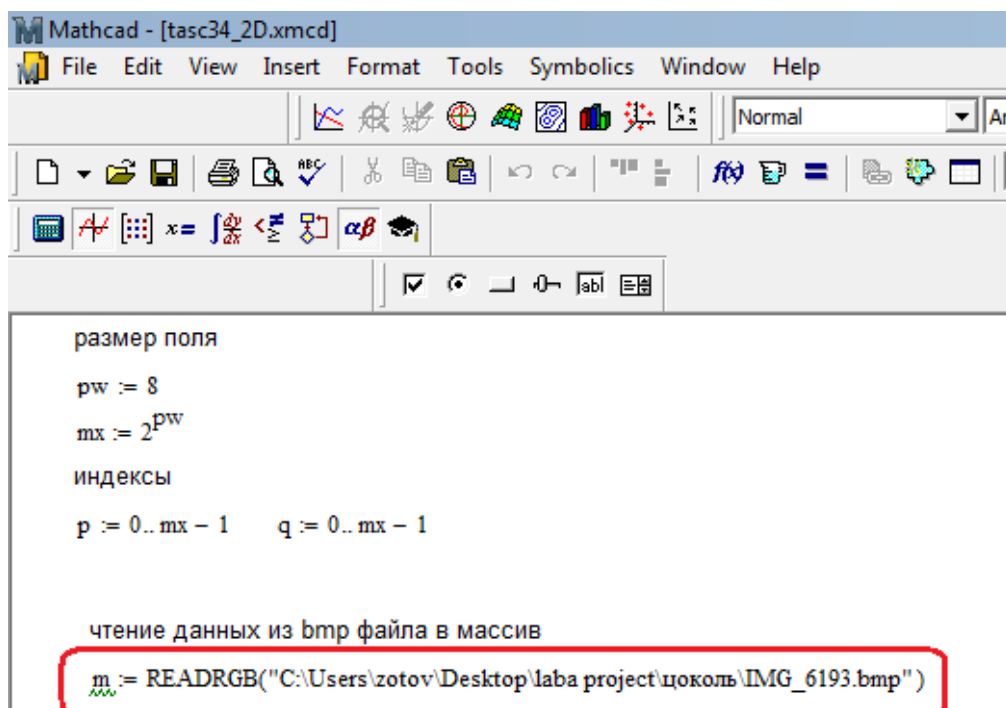 Mathcad - [tasc34_2D.xmcd]
File Edit View Insert Format Tools Symbolics Window Help
Normal
размер поля
pw := 8
mx := 2^pw
индексы
p := 0.. mx − 1 q := 0.. mx − 1
чтение данных из bmp файла в массив
m := READRGB("C:\Users\zotov\Desktop\laba project\цоколь\IMG_6193.bmp")